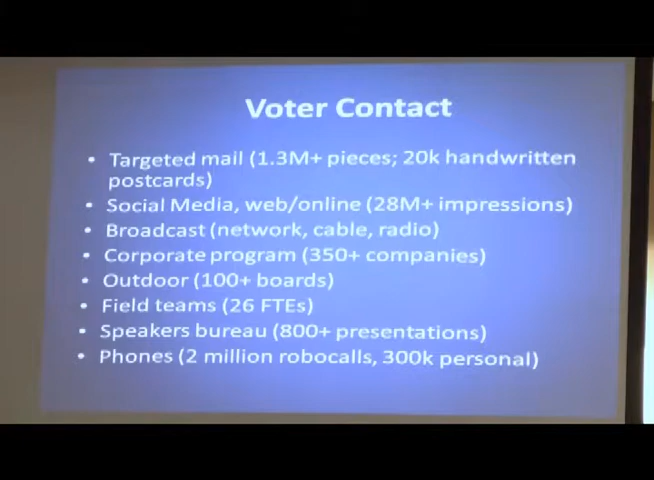 Voter Contact
• Targeted mail (1.3M+ pieces; 20k handwritten
postcards)
• Social Media, web/online (28M+ impressions)
• Broadcast (network, cable, radio)
• Corporate program (350+ companies)
• Outdoor (100+ boards)
• Field teams (26 FTEs)
• Speakers bureau (800+ presentations)
• Phones (2 million robocalls, 300k personal)